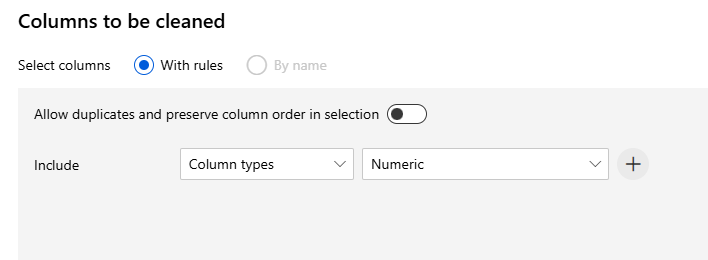 Columns to be cleaned
Select columns With rules By name
Allow duplicates and preserve column order in selection
Include Column types Numeric